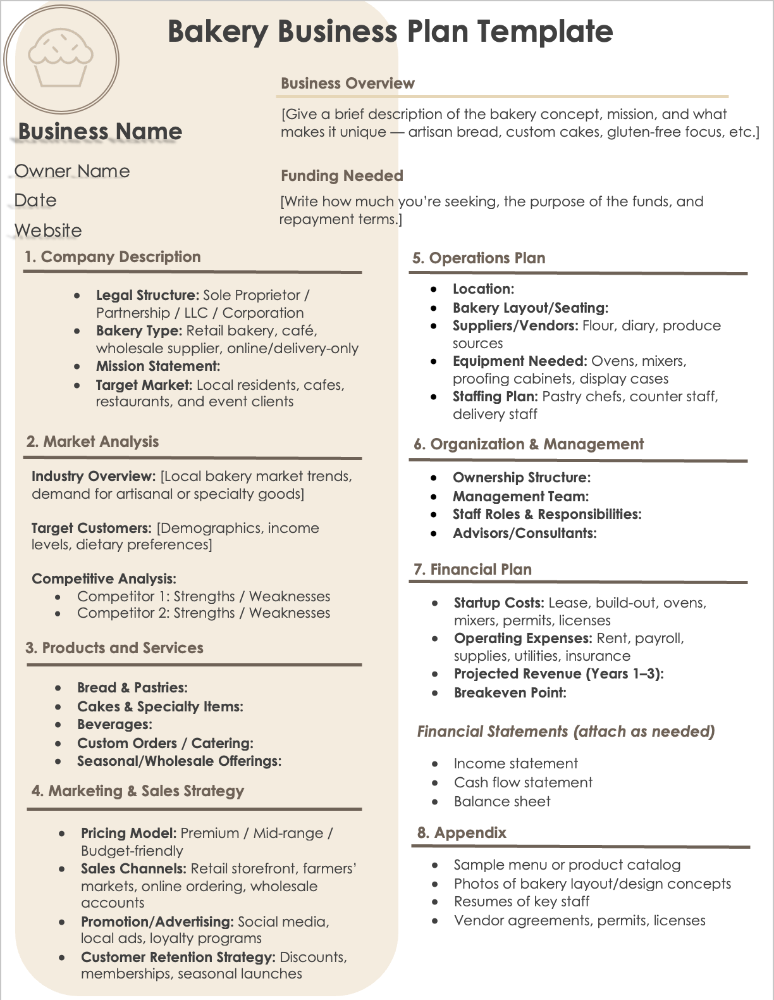 Bakery Business Plan Template
Business Name
Owner Name
Date
Website
Business Overview
[Give a brief description of the bakery concept, mission, and what
makes it unique — artisan bread, custom cakes, gluten-free focus, etc.]
Funding Needed
[Write how much you’re seeking, the purpose of the funds, and
repayment terms.]
1. Company Description
• Legal Structure: Sole Proprietor /
Partnership / LLC / Corporation
• Bakery Type: Retail bakery, café,
wholesale supplier, online/delivery-only
• Mission Statement:
• Target Market: Local residents, cafes,
restaurants, and event clients
2. Market Analysis
Industry Overview: [Local bakery market trends,
demand for artisanal or specialty goods]
Target Customers: [Demographics, income
levels, dietary preferences]
Competitive Analysis:
• Competitor 1: Strengths / Weaknesses
• Competitor 2: Strengths / Weaknesses
3. Products and Services
• Bread & Pastries:
• Cakes & Specialty Items:
• Beverages:
• Custom Orders / Catering:
• Seasonal/Wholesale Offerings:
4. Marketing & Sales Strategy
• Pricing Model: Premium / Mid-range /
Budget-friendly
• Sales Channels: Retail storefront, farmers’
markets, online ordering, wholesale
accounts
• Promotion/Advertising: Social media,
local ads, loyalty programs
• Customer Retention Strategy: Discounts,
memberships, seasonal launches
5. Operations Plan
• Location:
• Bakery Layout/Seating:
• Suppliers/Vendors: Flour, diary, produce
sources
• Equipment Needed: Ovens, mixers,
proofing cabinets, display cases
• Staffing Plan: Pastry chefs, counter staff,
delivery staff
6. Organization & Management
• Ownership Structure:
• Management Team:
• Staff Roles & Responsibilities:
• Advisors/Consultants:
7. Financial Plan
• Startup Costs: Lease, build-out, ovens,
mixers, permits, licenses
• Operating Expenses: Rent, payroll,
supplies, utilities, insurance
• Projected Revenue (Years 1–3):
• Breakeven Point:
Financial Statements (attach as needed)
• Income statement
• Cash flow statement
• Balance sheet
8. Appendix
• Sample menu or product catalog
• Photos of bakery layout/design concepts
• Resumes of key staff
• Vendor agreements, permits, licenses